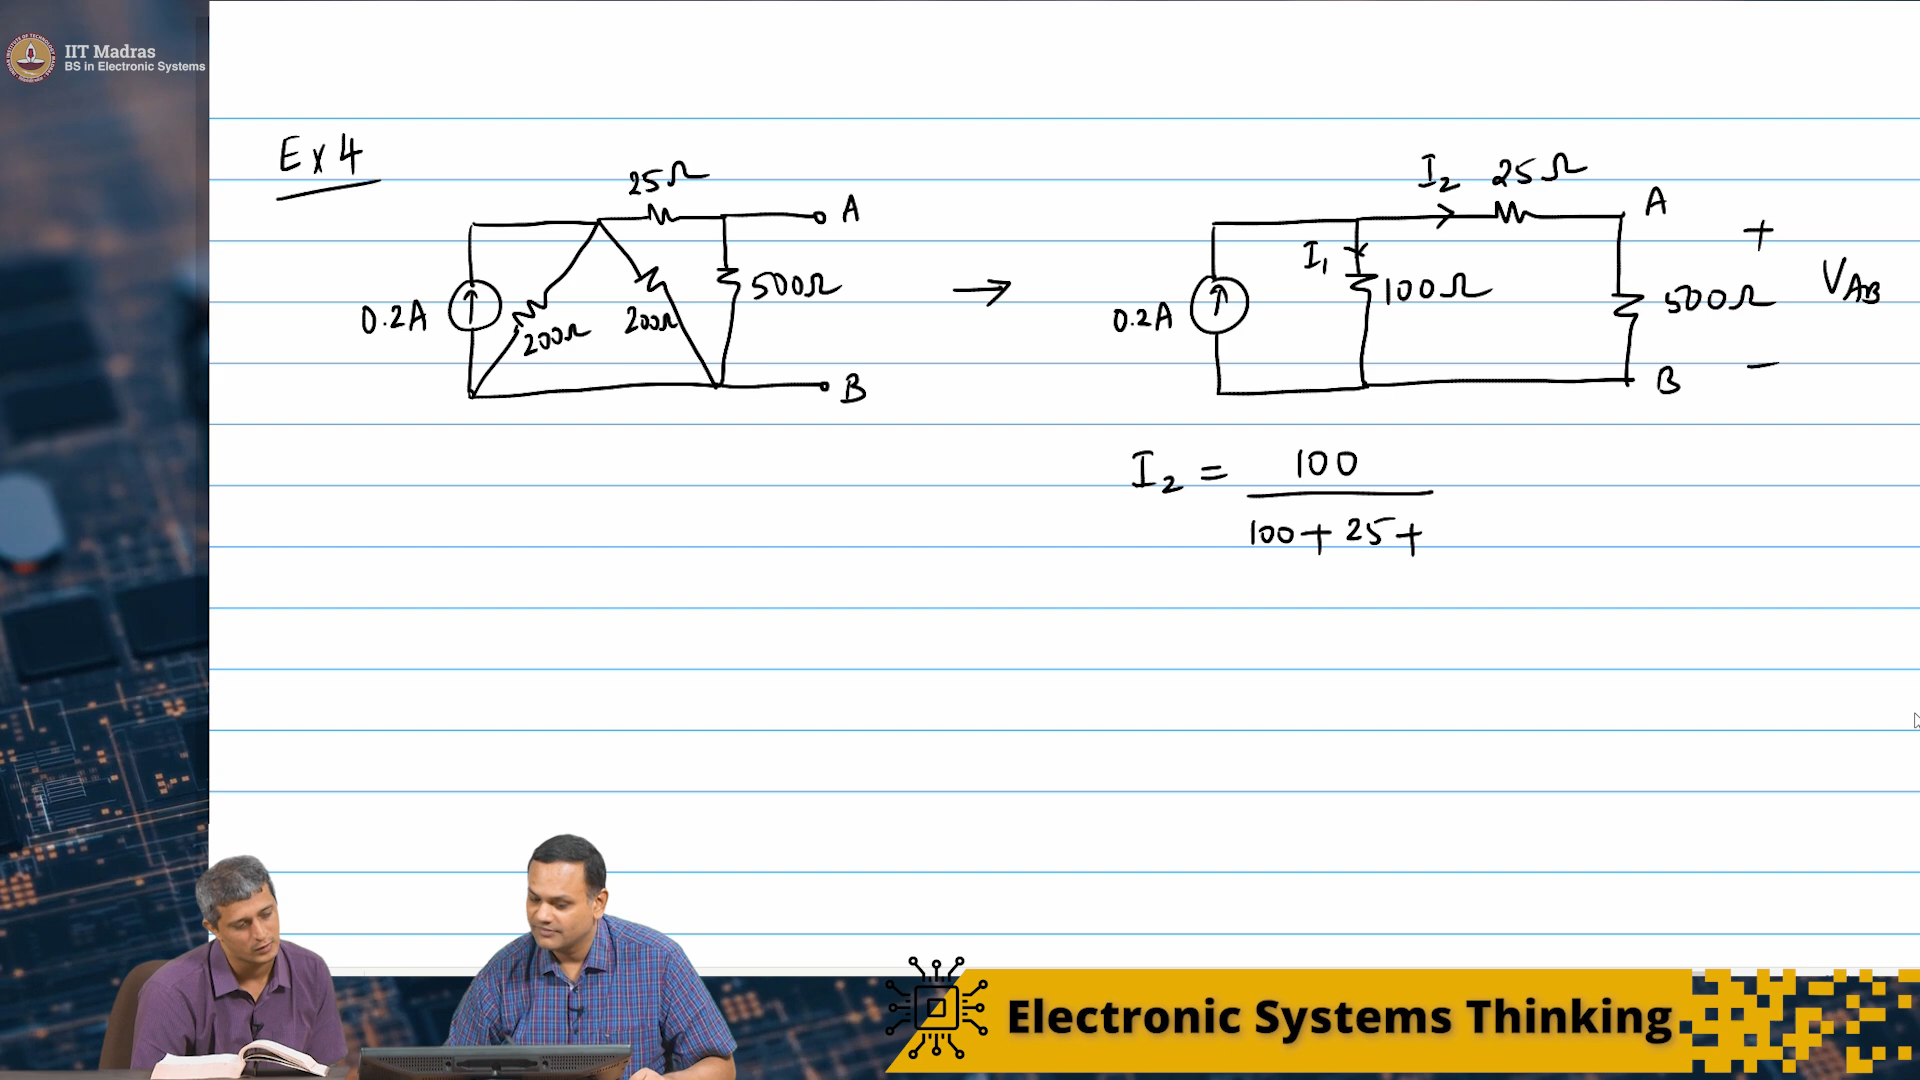 IIT Madras
BS in Electronic Systems
Ex 4
25Ω
A
0.2A
200Ω
200Ω
500Ω
B
→
I₂
25Ω
A
+
I₁
0.2A
100Ω
500Ω
V_AB
−
B
I₂ = 100
100 + 25 +
Electronic Systems Thinking